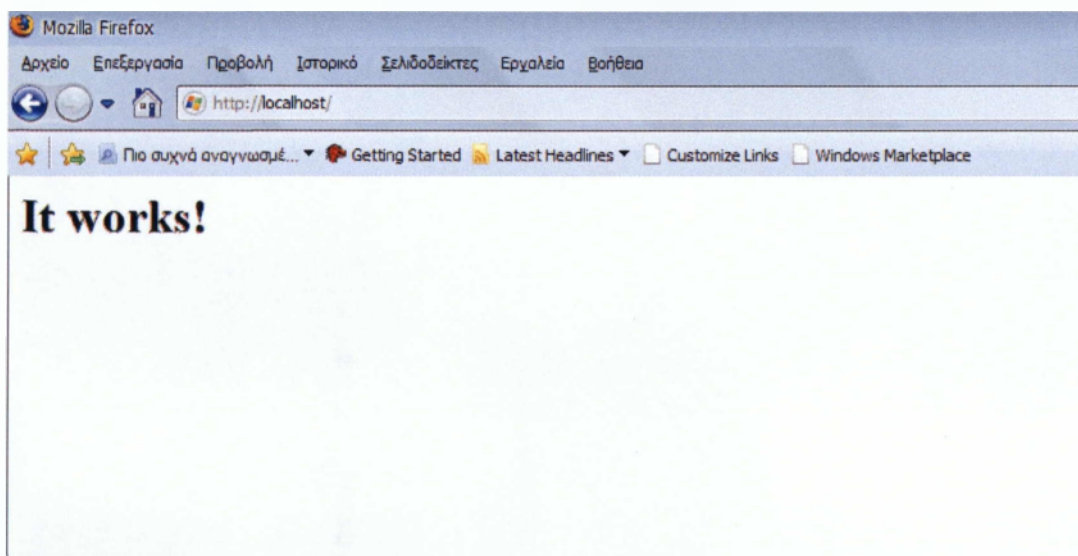 Mozilla Firefox
Αρχείο Επεξεργασία Προβολή Ιστορικό Σελιδοδείκτες Εργαλεία Βοήθεια
http://localhost/
Πιο συχνά αναγνωσμέ... Getting Started Latest Headlines Customize Links Windows Marketplace
It works!